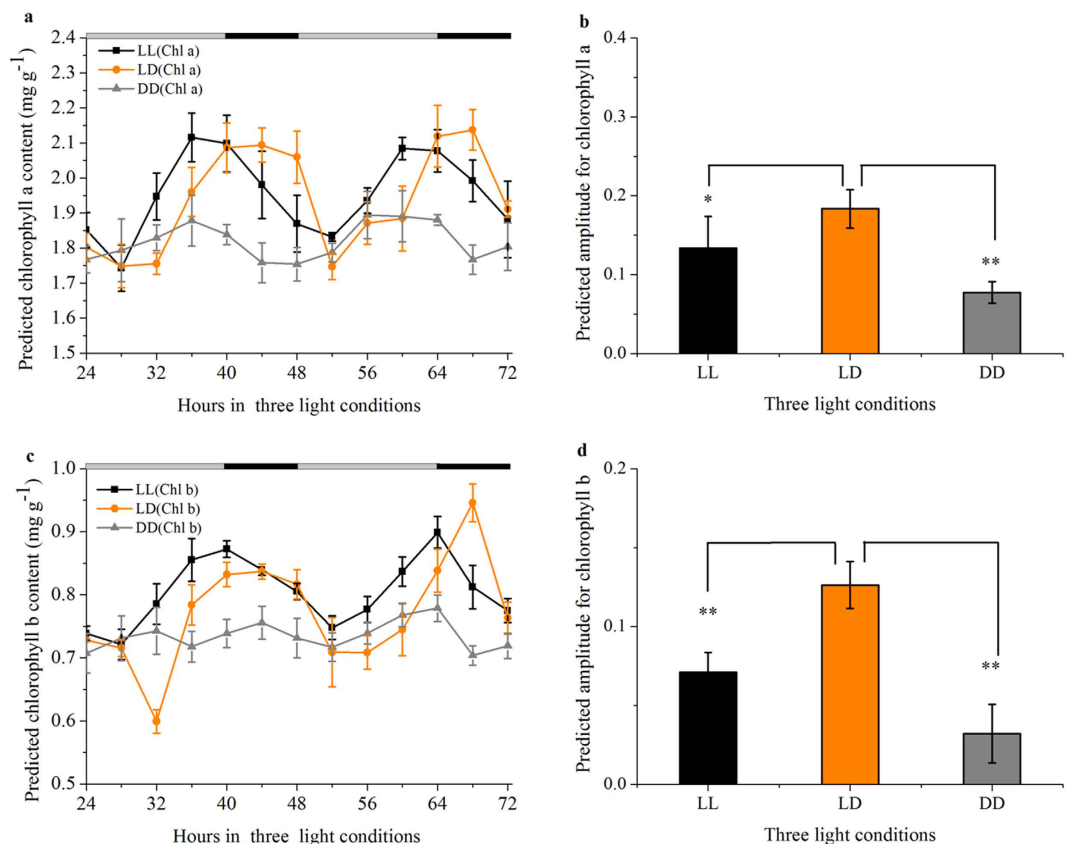 a
2.4
2.3
2.2
2.1
2.0
1.9
1.8
1.7
1.6
1.5
Predicted chlorophyll a content (mg g-1)
LL(Chl a)
LD(Chl a)
DD(Chl a)
24 32 40 48 56 64 72
Hours in three light conditions
b
0.4
0.3
0.2
0.1
0.0
Predicted amplitude for chlorophyll a
*
**
LL LD DD
Three light conditions
c
1.0
0.9
0.8
0.7
0.6
0.5
Predicted chlorophyll b content (mg g-1)
LL(Chl b)
LD(Chl b)
DD(Chl b)
24 32 40 48 56 64 72
Hours in three light conditions
d
0.2
0.1
0.0
Predicted amplitude for chlorophyll b
**
**
LL LD DD
Three light conditions